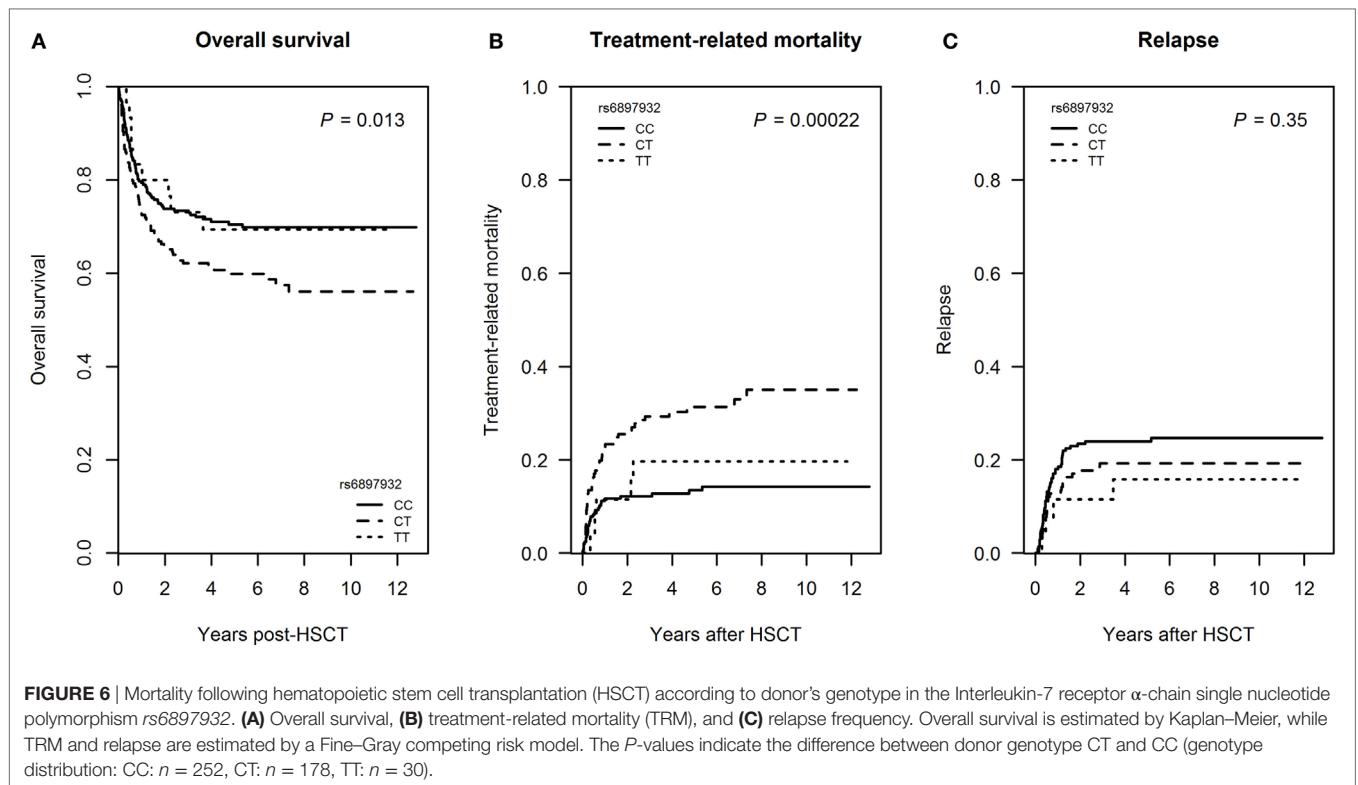 A Overall survival
1.0
0.8
0.6
0.4
0.2
0.0
Overall survival
P = 0.013
rs6897932
CC
CT
TT
0 2 4 6 8 10 12
Years post-HSCT
B Treatment-related mortality
1.0
0.8
0.6
0.4
0.2
0.0
Treatment-related mortality
rs6897932
CC
CT
TT
P = 0.00022
0 2 4 6 8 10 12
Years after HSCT
C Relapse
1.0
0.8
0.6
0.4
0.2
0.0
Relapse
rs6897932
CC
CT
TT
P = 0.35
0 2 4 6 8 10 12
Years after HSCT
FIGURE 6 | Mortality following hematopoietic stem cell transplantation (HSCT) according to donor’s genotype in the Interleukin-7 receptor α-chain single nucleotide
polymorphism rs6897932. (A) Overall survival, (B) treatment-related mortality (TRM), and (C) relapse frequency. Overall survival is estimated by Kaplan–Meier, while
TRM and relapse are estimated by a Fine–Gray competing risk model. The P-values indicate the difference between donor genotype CT and CC (genotype
distribution: CC: n = 252, CT: n = 178, TT: n = 30).